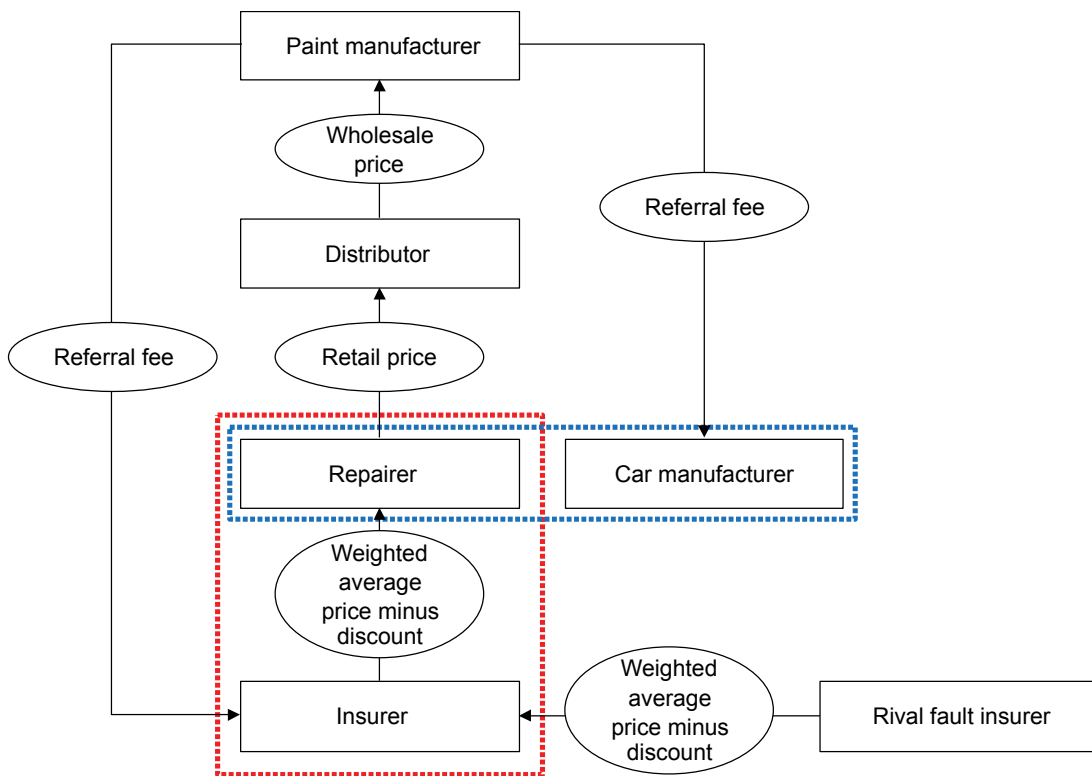 Paint manufacturer
Wholesale
price
Referral fee
Distributor
Referral fee
Retail price
Repairer
Car manufacturer
Weighted
average
price minus
discount
Weighted
average
price minus
discount
Insurer
Rival fault insurer